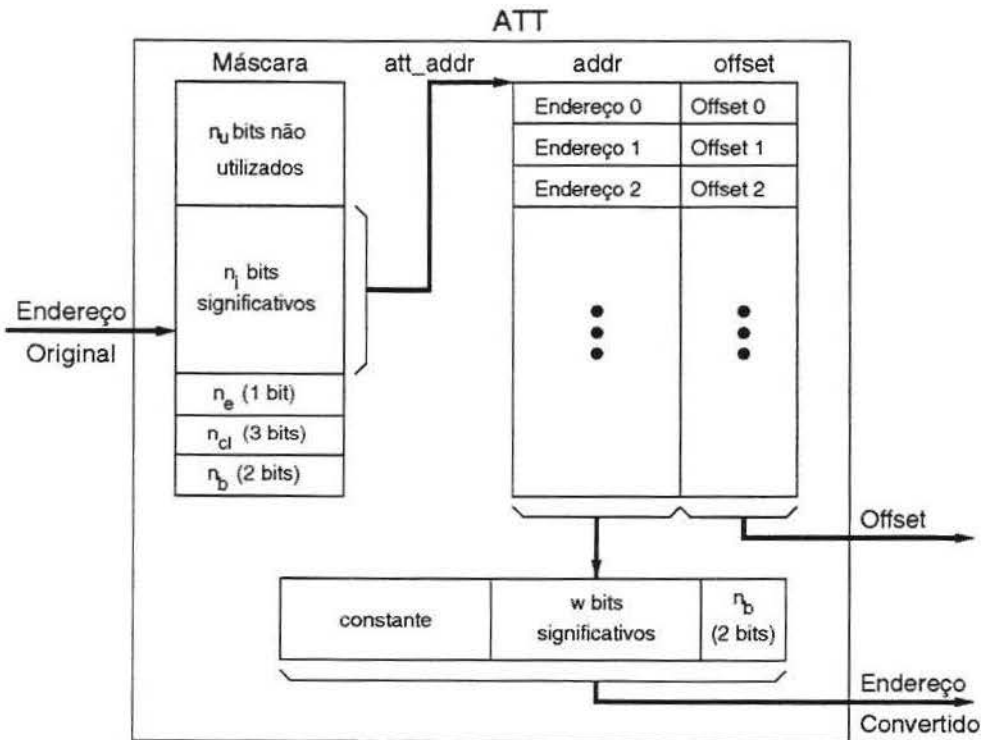 ATT
Máscara
att_addr
addr
offset
n_u bits não
utilizados
n_i bits
significativos
n_e (1 bit)
n_cl (3 bits)
n_b (2 bits)
Endereço
Original
Endereço 0
Offset 0
Endereço 1
Offset 1
Endereço 2
Offset 2
Offset
constante
w bits
significativos
n_b
(2 bits)
Endereço
Convertido